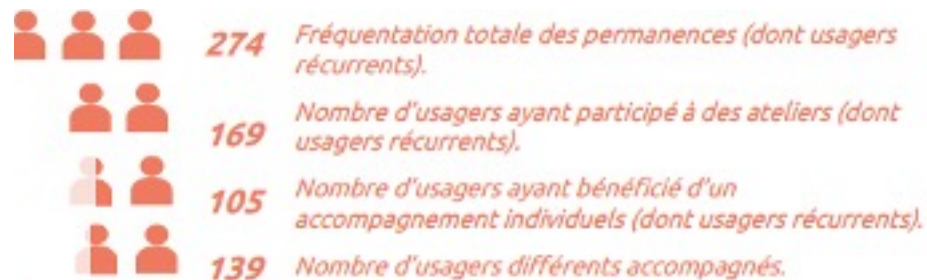 274 Fréquentation totale des permanences (dont usagers
récurrents).
169 Nombre d'usagers ayant participé à des ateliers (dont
usagers récurrents).
105 Nombre d'usagers ayant bénéficié d'un
accompagnement individuels (dont usagers récurrents).
139 Nombre d'usagers différents accompagnés.